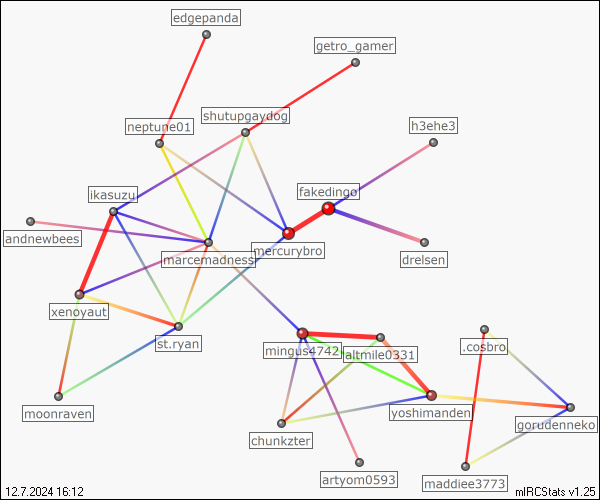 edgepanda
getro_gamer
shutupgaydog
neptune01
h3ehe3
fakedingo
ikasuzu
andnewbees
mercurybro
marcemadness
drelsen
xenoyaut
st.ryan
mingus4742
altmile0331
.cosbro
moonraven
yoshimanden
gorudenneko
chunkzter
artyom0593
maddiee3773
12.7.2024 16:12
mIRCStats v1.25